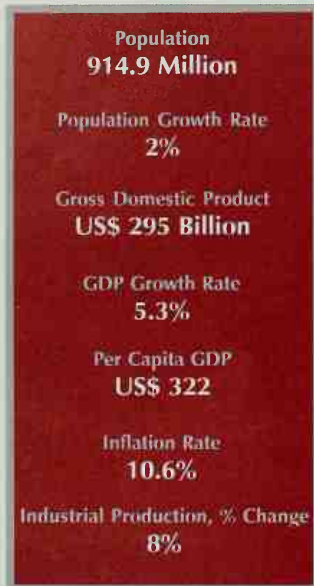 Population
914.9 Million
Population Growth Rate
2%
Gross Domestic Product
US$ 295 Billion
GDP Growth Rate
5.3%
Per Capita GDP
US$ 322
Inflation Rate
10.6%
Industrial Production, % Change
8%